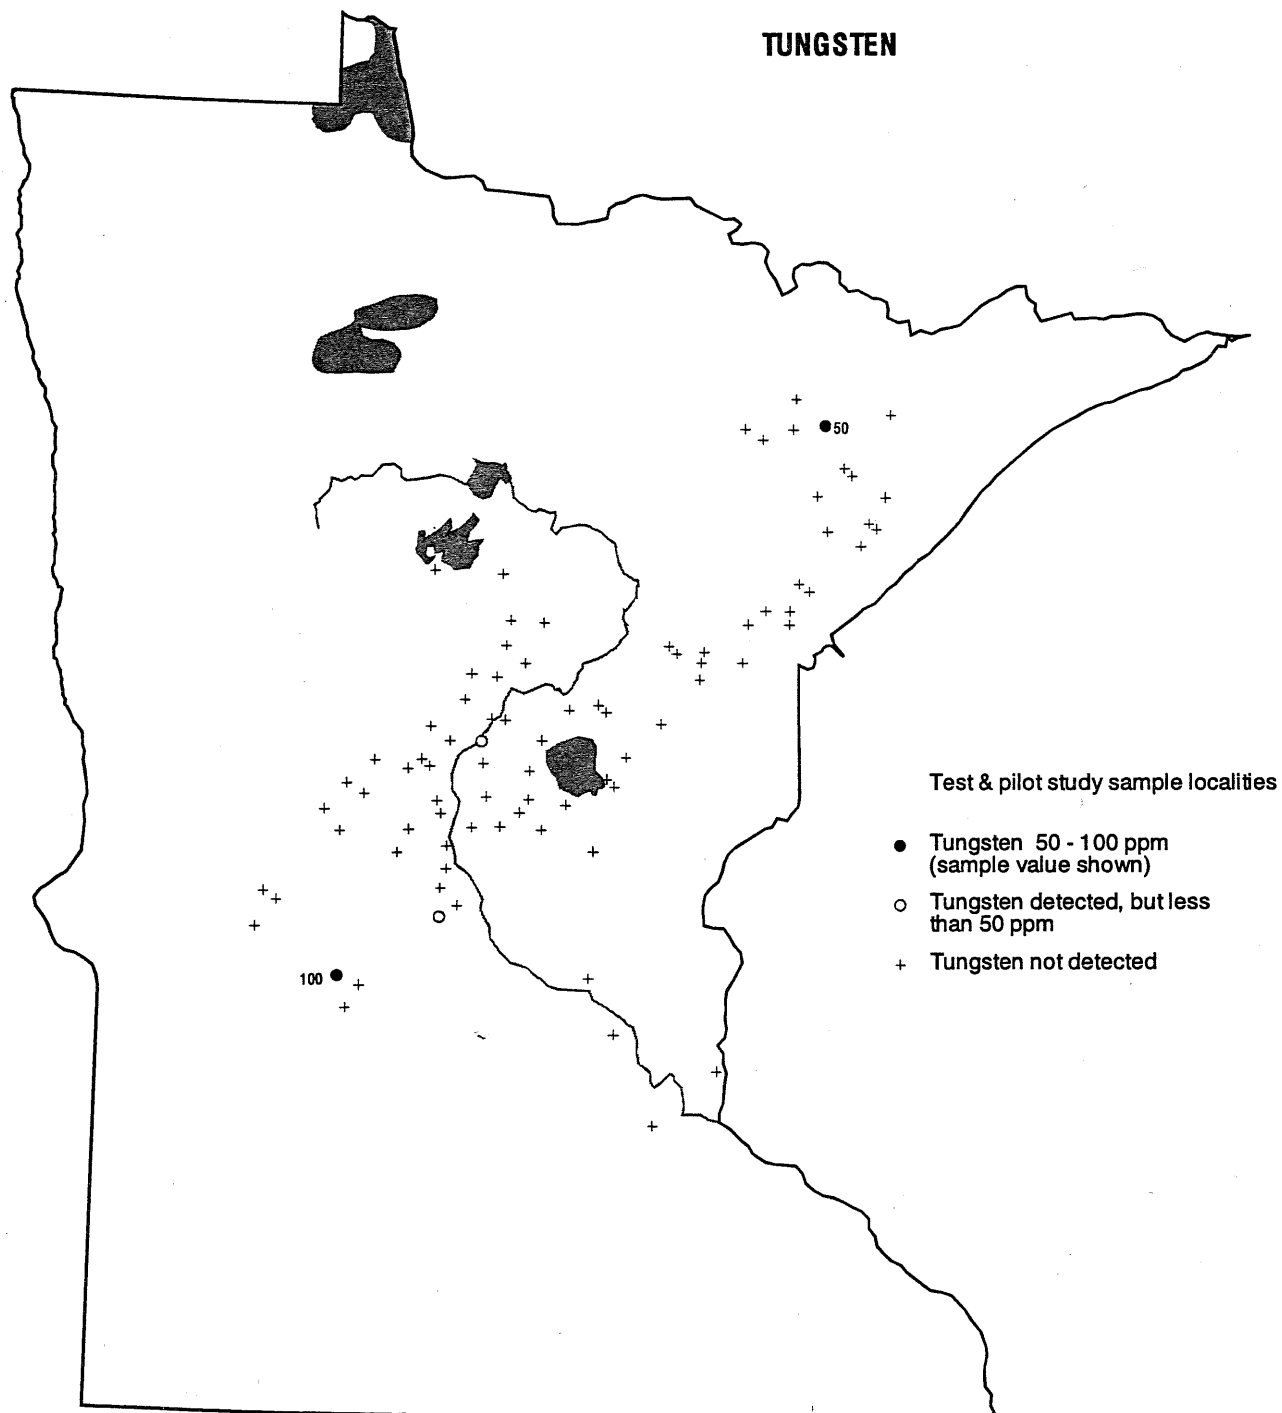 TUNGSTEN
50
Test & pilot study sample localities
Tungsten 50 - 100 ppm
(sample value shown)
Tungsten detected, but less
than 50 ppm
Tungsten not detected
100